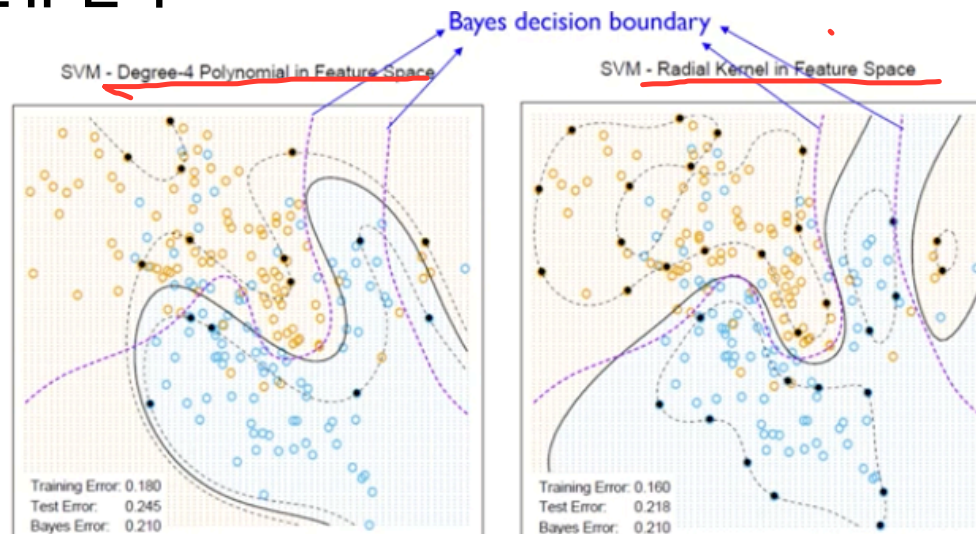 Bayes decision boundary
SVM - Degree-4 Polynomial in Feature Space
SVM - Radial Kernel in Feature Space
Training Error: 0.180
Test Error: 0.245
Bayes Error: 0.210
Training Error: 0.160
Test Error: 0.218
Bayes Error: 0.210